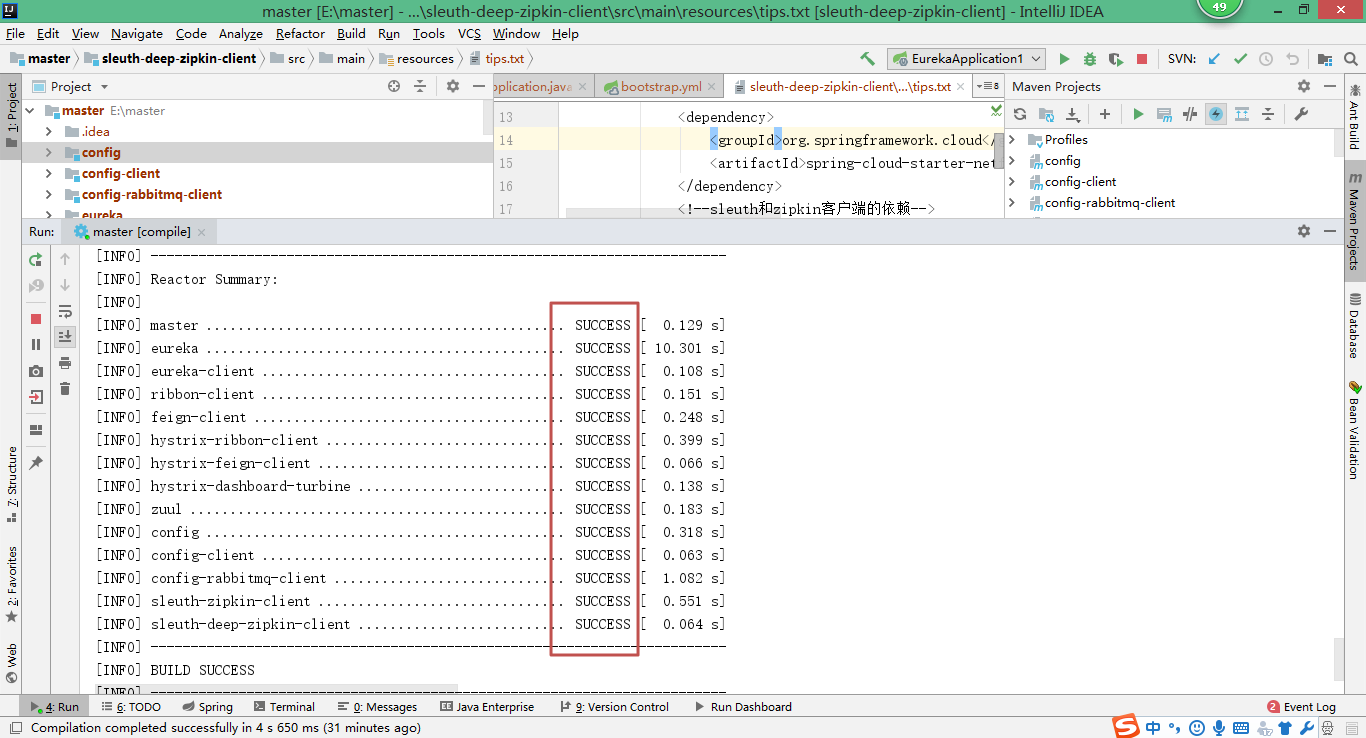 master [E:\master] - ...\sleuth-deep-zipkin-client\src\main\resources\tips.txt [sleuth-deep-zipkin-client] - IntelliJ IDEA
49
File Edit View Navigate Code Analyze Refactor Build Run Tools VCS Window Help
master sleuth-deep-zipkin-client src main resources tips.txt EurekaApplication1 SVN:
1: Project
Project
master E:\master
.idea
config
config-client
config-rabbitmq-client
eureka
pplication.java bootstrap.yml sleuth-deep-zipkin-client\...\tips.txt 8
13 <dependency>
14 <groupId>org.springframework.cloud</
15 <artifactId>spring-cloud-starter-net
16 </dependency>
17 <!--sleuth和zipkin客户端的依赖-->
Maven Projects
Profiles
config
config-client
config-rabbitmq-client
Ant Build
Maven Projects
Database
Bean Validation
Run: master [compile]
[INFO] ------------------------------------------------------------------------
[INFO] Reactor Summary:
[INFO]
[INFO] master ............................................. SUCCESS [  0.129 s]
[INFO] eureka ............................................. SUCCESS [ 10.301 s]
[INFO] eureka-client ...................................... SUCCESS [  0.108 s]
[INFO] ribbon-client ...................................... SUCCESS [  0.151 s]
[INFO] feign-client ....................................... SUCCESS [  0.248 s]
[INFO] hystrix-ribbon-client .............................. SUCCESS [  0.399 s]
[INFO] hystrix-feign-client ............................... SUCCESS [  0.066 s]
[INFO] hystrix-dashboard-turbine .......................... SUCCESS [  0.138 s]
[INFO] zuul ............................................... SUCCESS [  0.183 s]
[INFO] config ............................................. SUCCESS [  0.318 s]
[INFO] config-client ...................................... SUCCESS [  0.063 s]
[INFO] config-rabbitmq-client ............................. SUCCESS [  1.082 s]
[INFO] sleuth-zipkin-client ............................... SUCCESS [  0.551 s]
[INFO] sleuth-deep-zipkin-client .......................... SUCCESS [  0.064 s]
[INFO] ------------------------------------------------------------------------
[INFO] BUILD SUCCESS
[INFO] ------------------------------------------------------------------------
7: Structure
2: Favorites
Web
4: Run 6: TODO Spring Terminal 0: Messages Java Enterprise 9: Version Control Run Dashboard 2 Event Log
Compilation completed successfully in 4 s 650 ms (31 minutes ago)
中